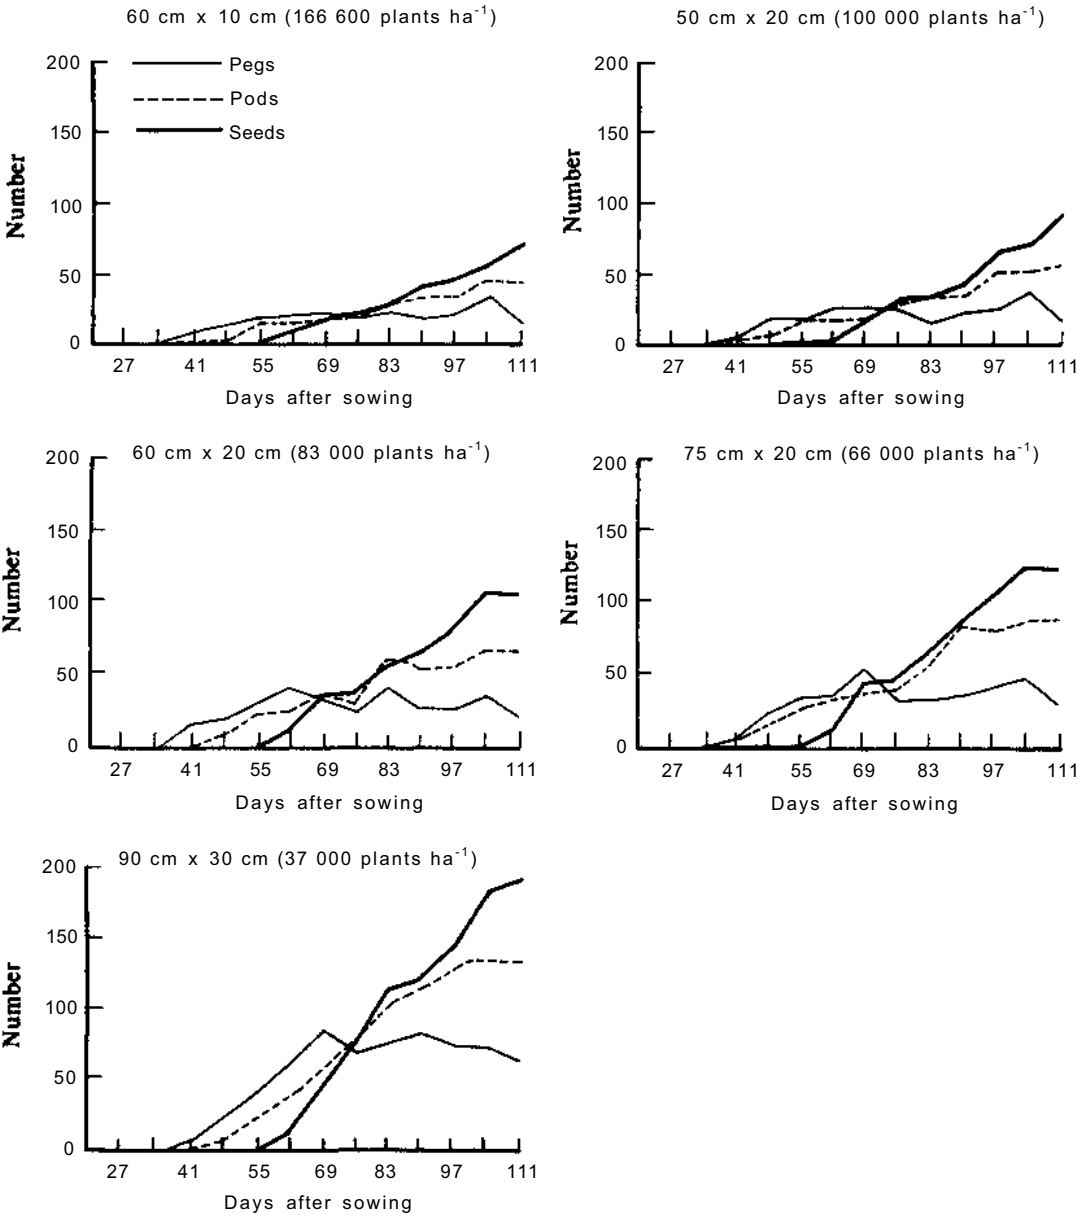 60 cm x 10 cm (166 600 plants ha⁻¹)
200
Pegs
Pods
150
Seeds
Number
100
50
0
27 41 55 69 83 97 111
Days after sowing
50 cm x 20 cm (100 000 plants ha⁻¹)
200
150
Number
100
50
0
27 41 55 69 83 97 111
Days after sowing
60 cm x 20 cm (83 000 plants ha⁻¹)
200
150
Number
100
50
0
27 41 55 69 83 97 111
Days after sowing
75 cm x 20 cm (66 000 plants ha⁻¹)
200
150
Number
100
50
0
27 41 55 69 83 97 111
Days after sowing
90 cm x 30 cm (37 000 plants ha⁻¹)
200
150
Number
100
50
0
27 41 55 69 83 97 111
Days after sowing